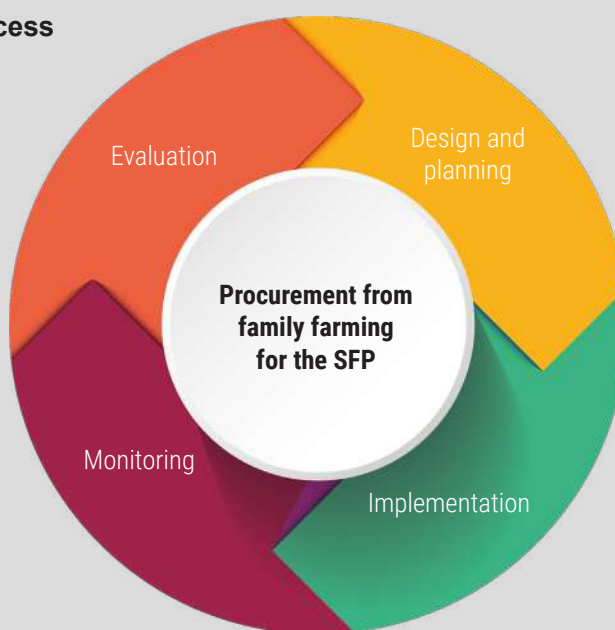 cess
Evaluation
Design and
planning
Procurement from
family farming
for the SFP
Monitoring
Implementation